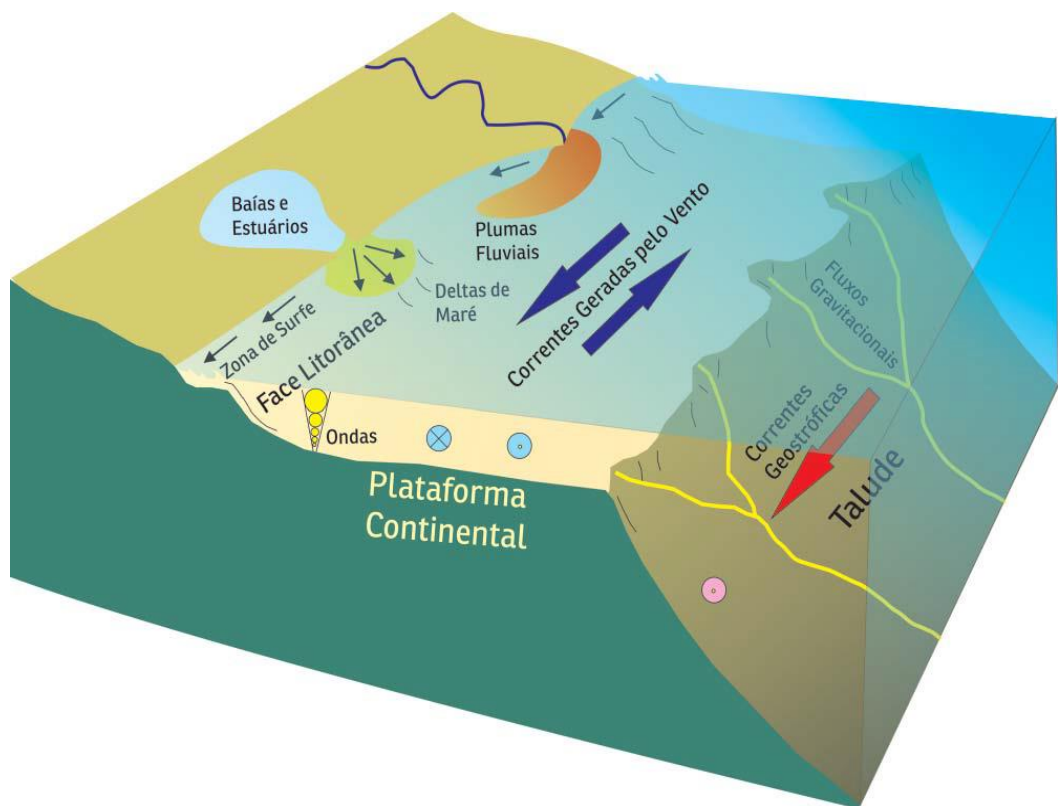 Baías e
Estuários
Plumas
Fluviais
Deltas de
Maré
Correntes Geradas pelo Vento
Fluxos
Gravitacionais
Zona de Surfe
Face Litorânea
Ondas
Correntes
Geostróficas
Talude
Plataforma
Continental